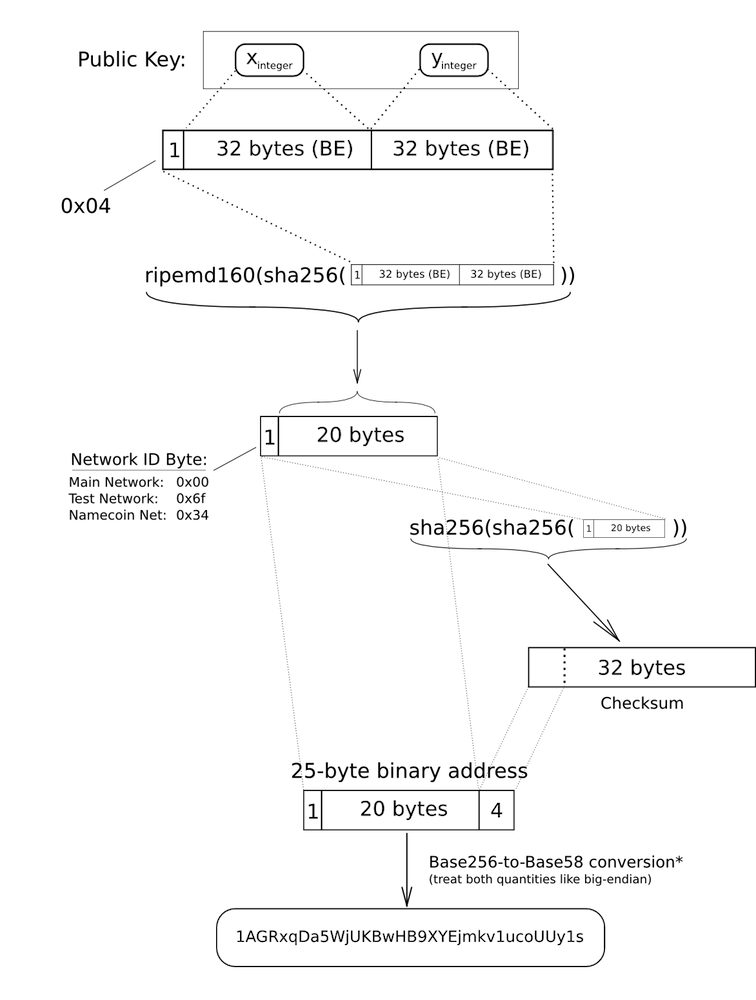 Public Key:
x integer
y integer
1
32 bytes (BE)
32 bytes (BE)
0x04
ripemd160(sha256( 1 32 bytes (BE) 32 bytes (BE) ))
1
20 bytes
Network ID Byte:
Main Network: 0x00
Test Network: 0x6f
Namecoin Net: 0x34
sha256(sha256( 1 20 bytes ))
32 bytes
Checksum
25-byte binary address
1
20 bytes
4
Base256-to-Base58 conversion*
(treat both quantities like big-endian)
1AGRxqDa5WjUKBwHB9XYEjmkv1ucoUUy1s